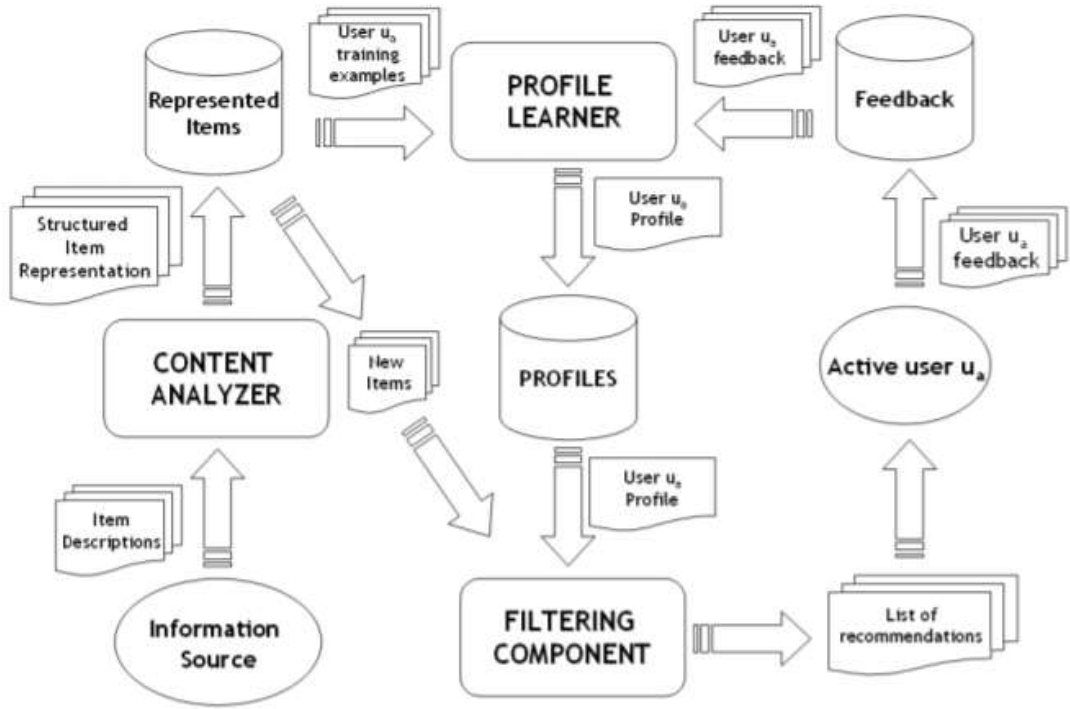 User uₐ
training
examples
User uₐ
feedback
Represented
Items
PROFILE
LEARNER
Feedback
Structured
Item
Representation
User uₐ
Profile
User uₐ
feedback
CONTENT
ANALYZER
New
Items
PROFILES
Active user uₐ
Item
Descriptions
User uₐ
Profile
Information
Source
FILTERING
COMPONENT
List of
recommendations